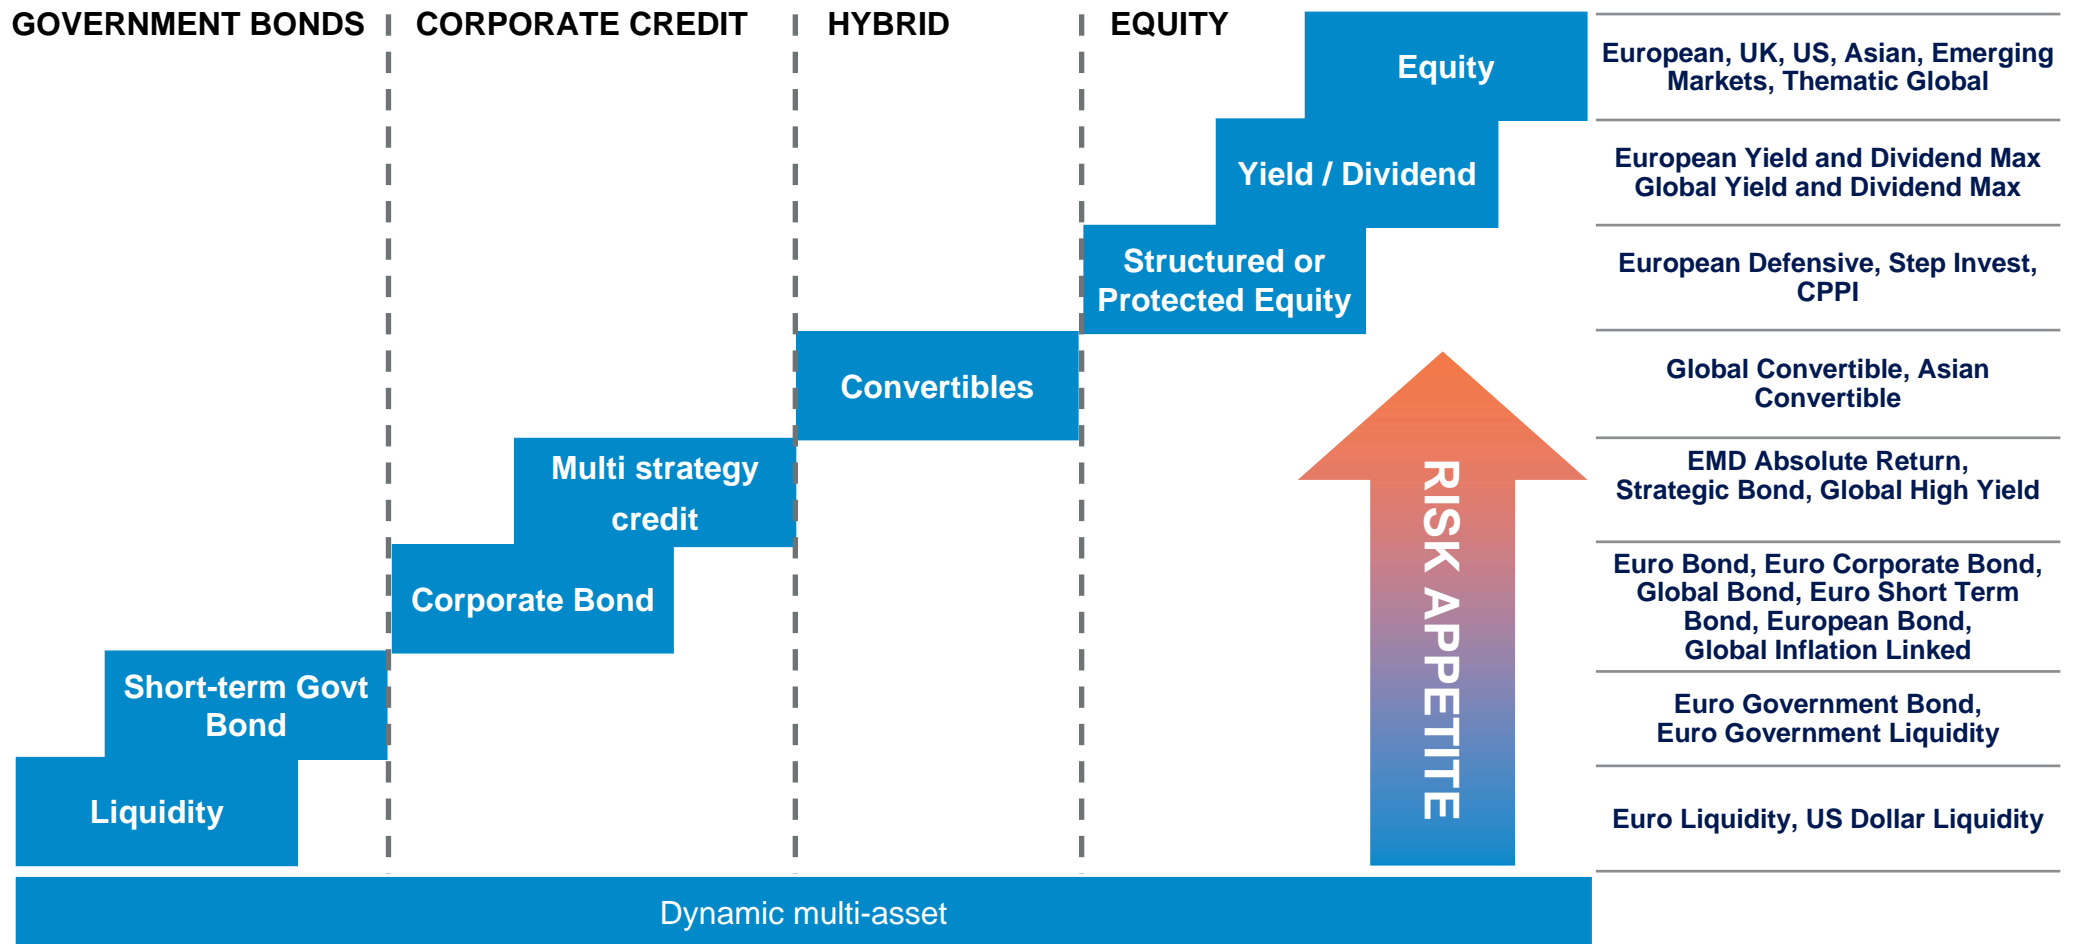 GOVERNMENT BONDS
CORPORATE CREDIT
HYBRID
EQUITY
Equity
European, UK, US, Asian, Emerging
Markets, Thematic Global
Yield / Dividend
European Yield and Dividend Max
Global Yield and Dividend Max
Structured or
Protected Equity
European Defensive, Step Invest,
CPPI
Convertibles
Global Convertible, Asian
Convertible
Multi strategy
credit
EMD Absolute Return,
Strategic Bond, Global High Yield
Corporate Bond
Euro Bond, Euro Corporate Bond,
Global Bond, Euro Short Term
Bond, European Bond,
Global Inflation Linked
Short-term Govt
Bond
Euro Government Bond,
Euro Government Liquidity
Liquidity
Euro Liquidity, US Dollar Liquidity
RISK APPETITE
Dynamic multi-asset